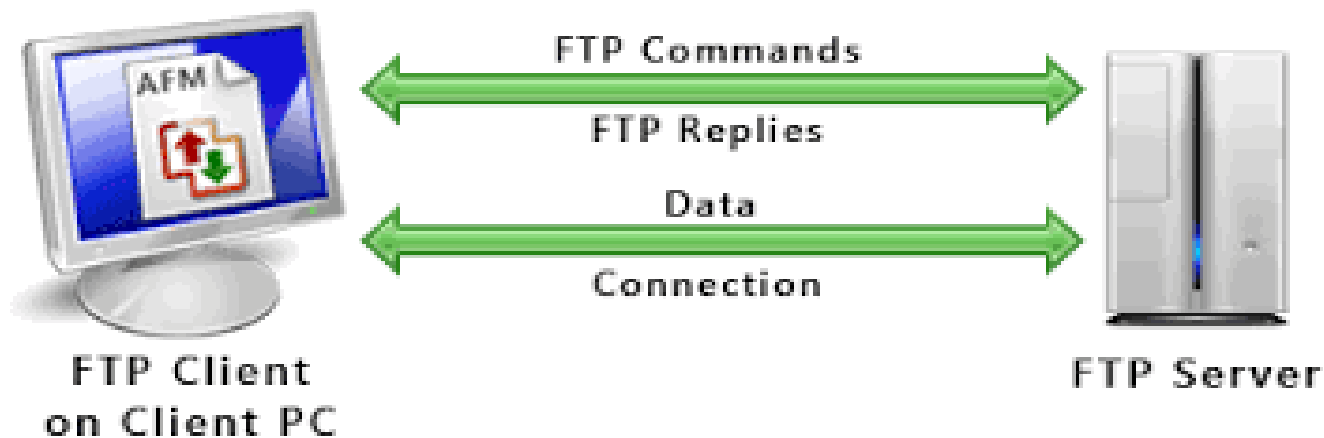 AFM
FTP Commands
FTP Replies
Data
Connection
FTP Client
on Client PC
FTP Server